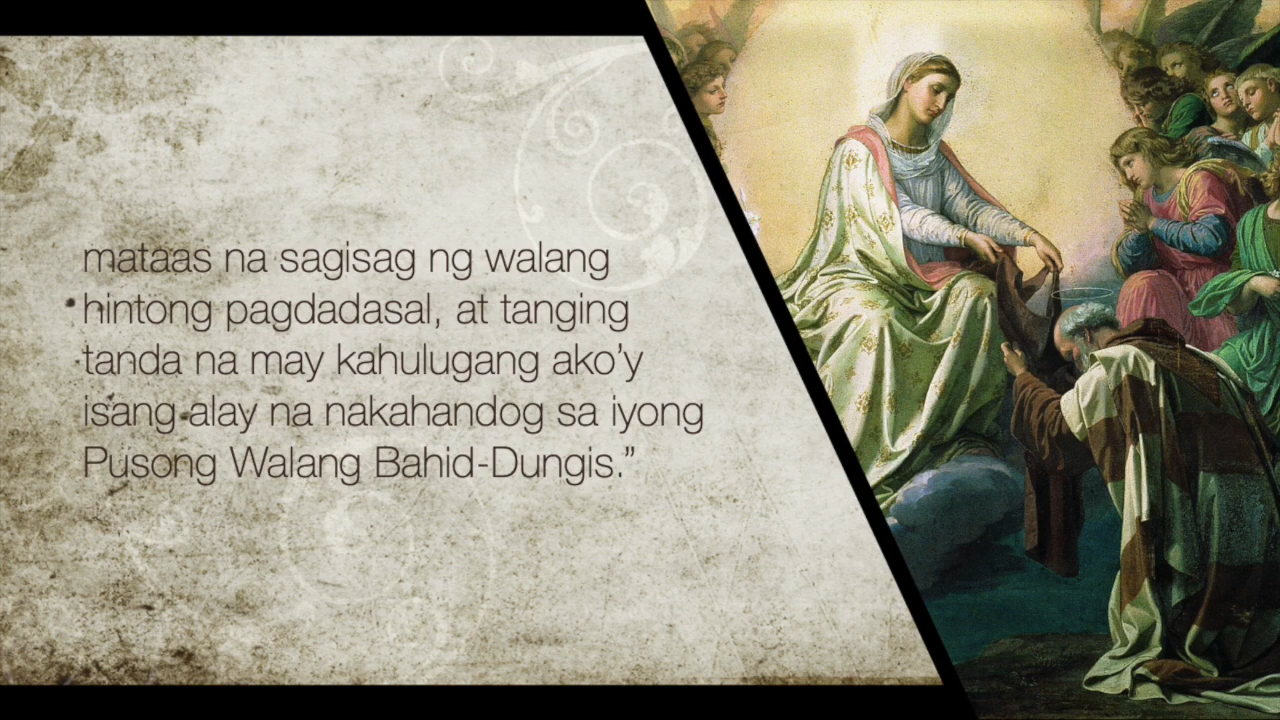 mataas na sagisag ng walang
hintong pagdadasal, at tanging
tanda na may kahulugang ako’y
isang alay na nakahandog sa iyong
Pusong Walang Bahid-Dungis.”